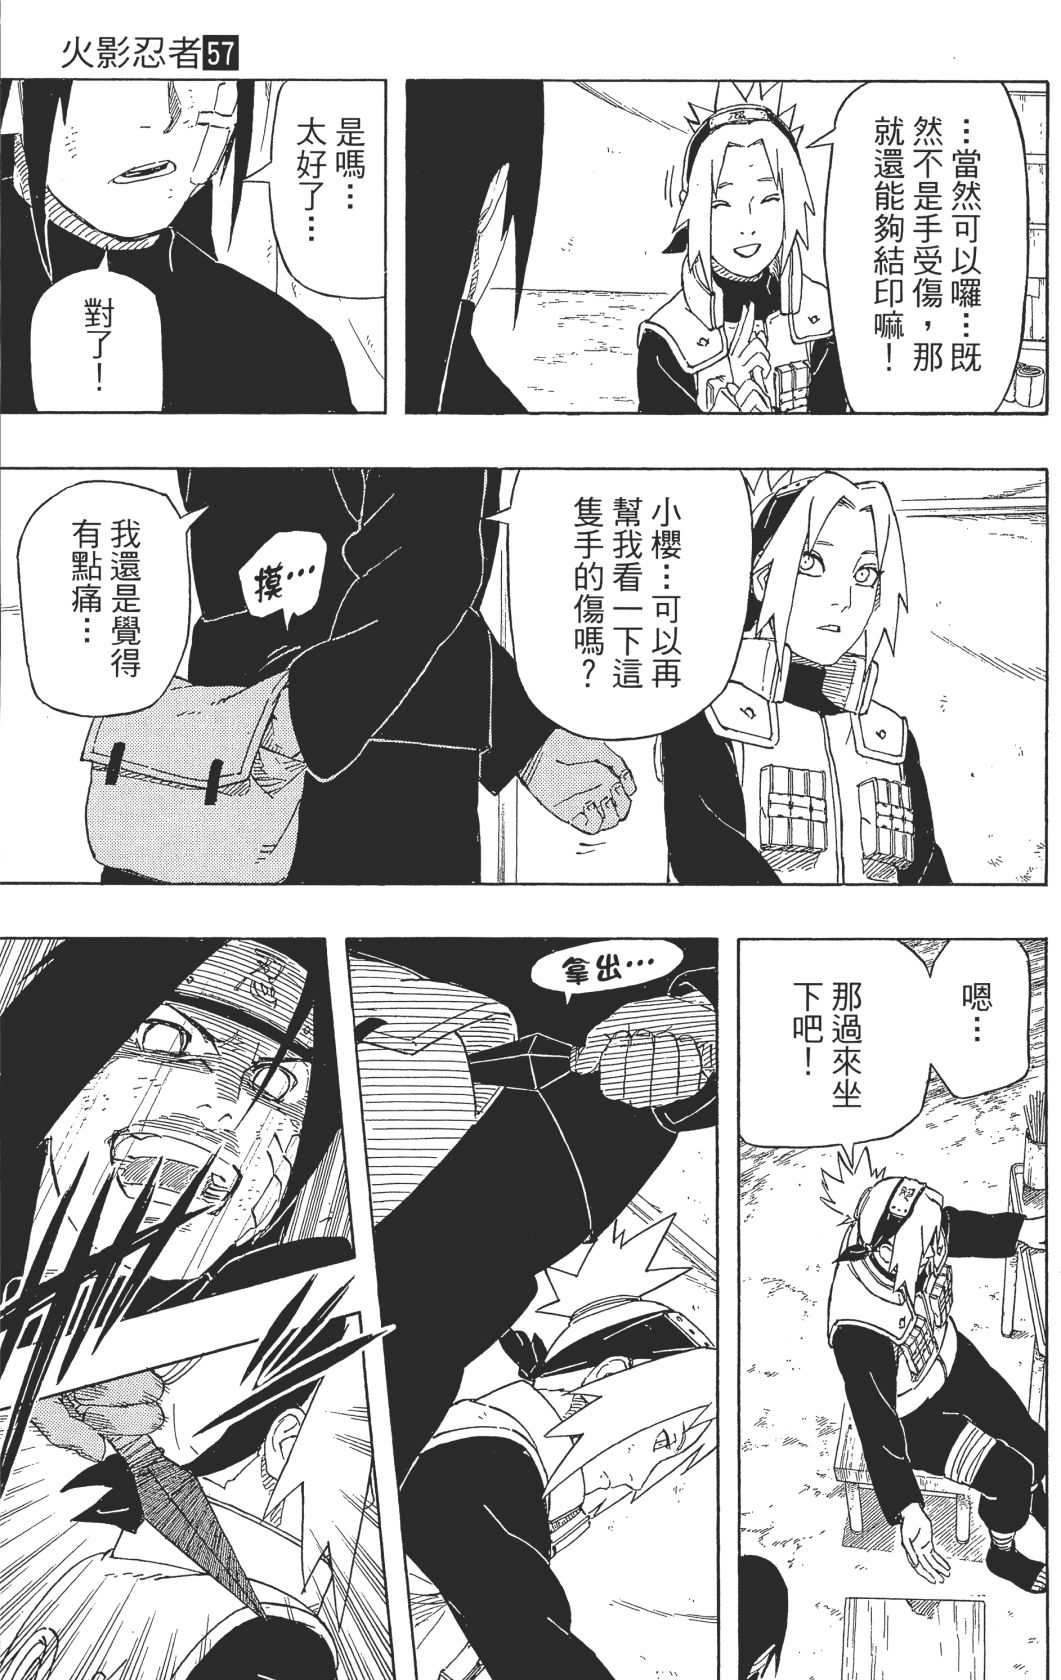 火影忍者57
…當然可以囉…既
然不是手受傷，那
就還能夠結印嘛！
是嗎…
太好了…
對了！
小櫻…可以再
幫我看一下這
隻手的傷嗎？
摸…
我還是覺得
有點痛…
嗯…
那過來坐
下吧！
拿出…